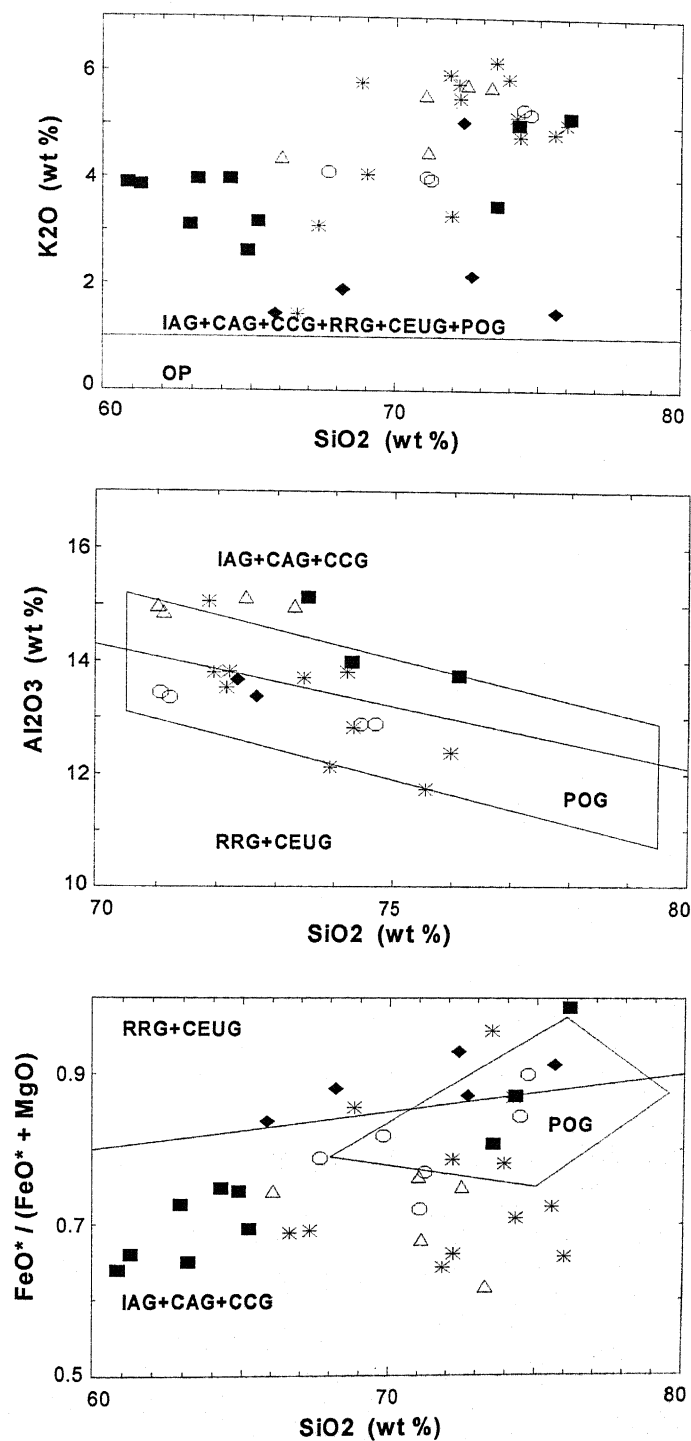 6
4
2
0
K2O (wt %)
IAG+CAG+CCG+RRG+CEUG+POG
OP
60
70
80
SiO2 (wt %)
16
14
12
10
Al2O3 (wt %)
IAG+CAG+CCG
POG
RRG+CEUG
70
75
80
SiO2 (wt %)
RRG+CEUG
0.9
0.7
0.5
FeO* / (FeO* + MgO)
POG
IAG+CAG+CCG
60
70
80
SiO2 (wt %)